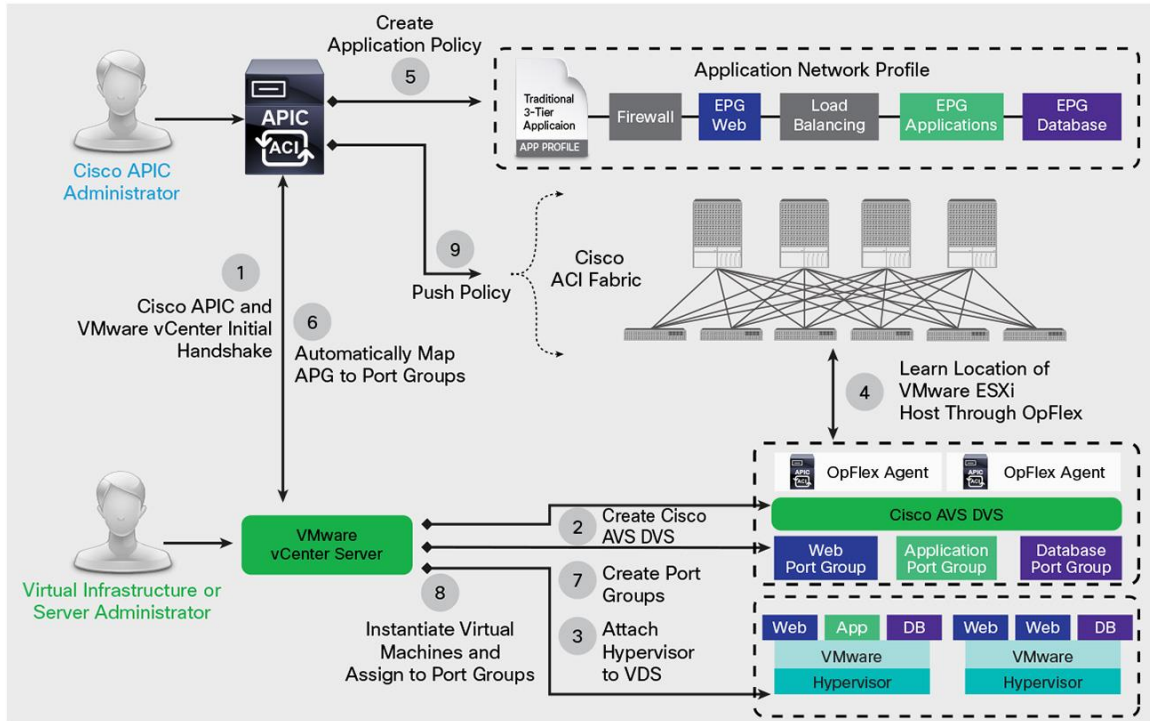 Create
Application Policy
5
APIC
ACI
Cisco APIC
Administrator
Application Network Profile
Traditional
3-Tier
Applicaion
APP PROFILE
Firewall
EPG
Web
Load
Balancing
EPG
Applications
EPG
Database
1
Cisco APIC and
VMware vCenter Initial
Handshake
6
Automatically Map
APG to Port Groups
9
Push Policy
Cisco
ACI Fabric
4
Learn Location of
VMware ESXi
Host Through OpFlex
Virtual Infrastructure or
Server Administrator
VMware
vCenter Server
2
Create Cisco
AVS DVS
7
Create Port
Groups
8
Instantiate Virtual
Machines and
Assign to Port Groups
3
Attach
Hypervisor
to VDS
APIC
ACI
OpFlex Agent
APIC
ACI
OpFlex Agent
Cisco AVS DVS
Web
Port Group
Application
Port Group
Database
Port Group
Web
App
DB
VMware
Hypervisor
Web
Web
DB
VMware
Hypervisor